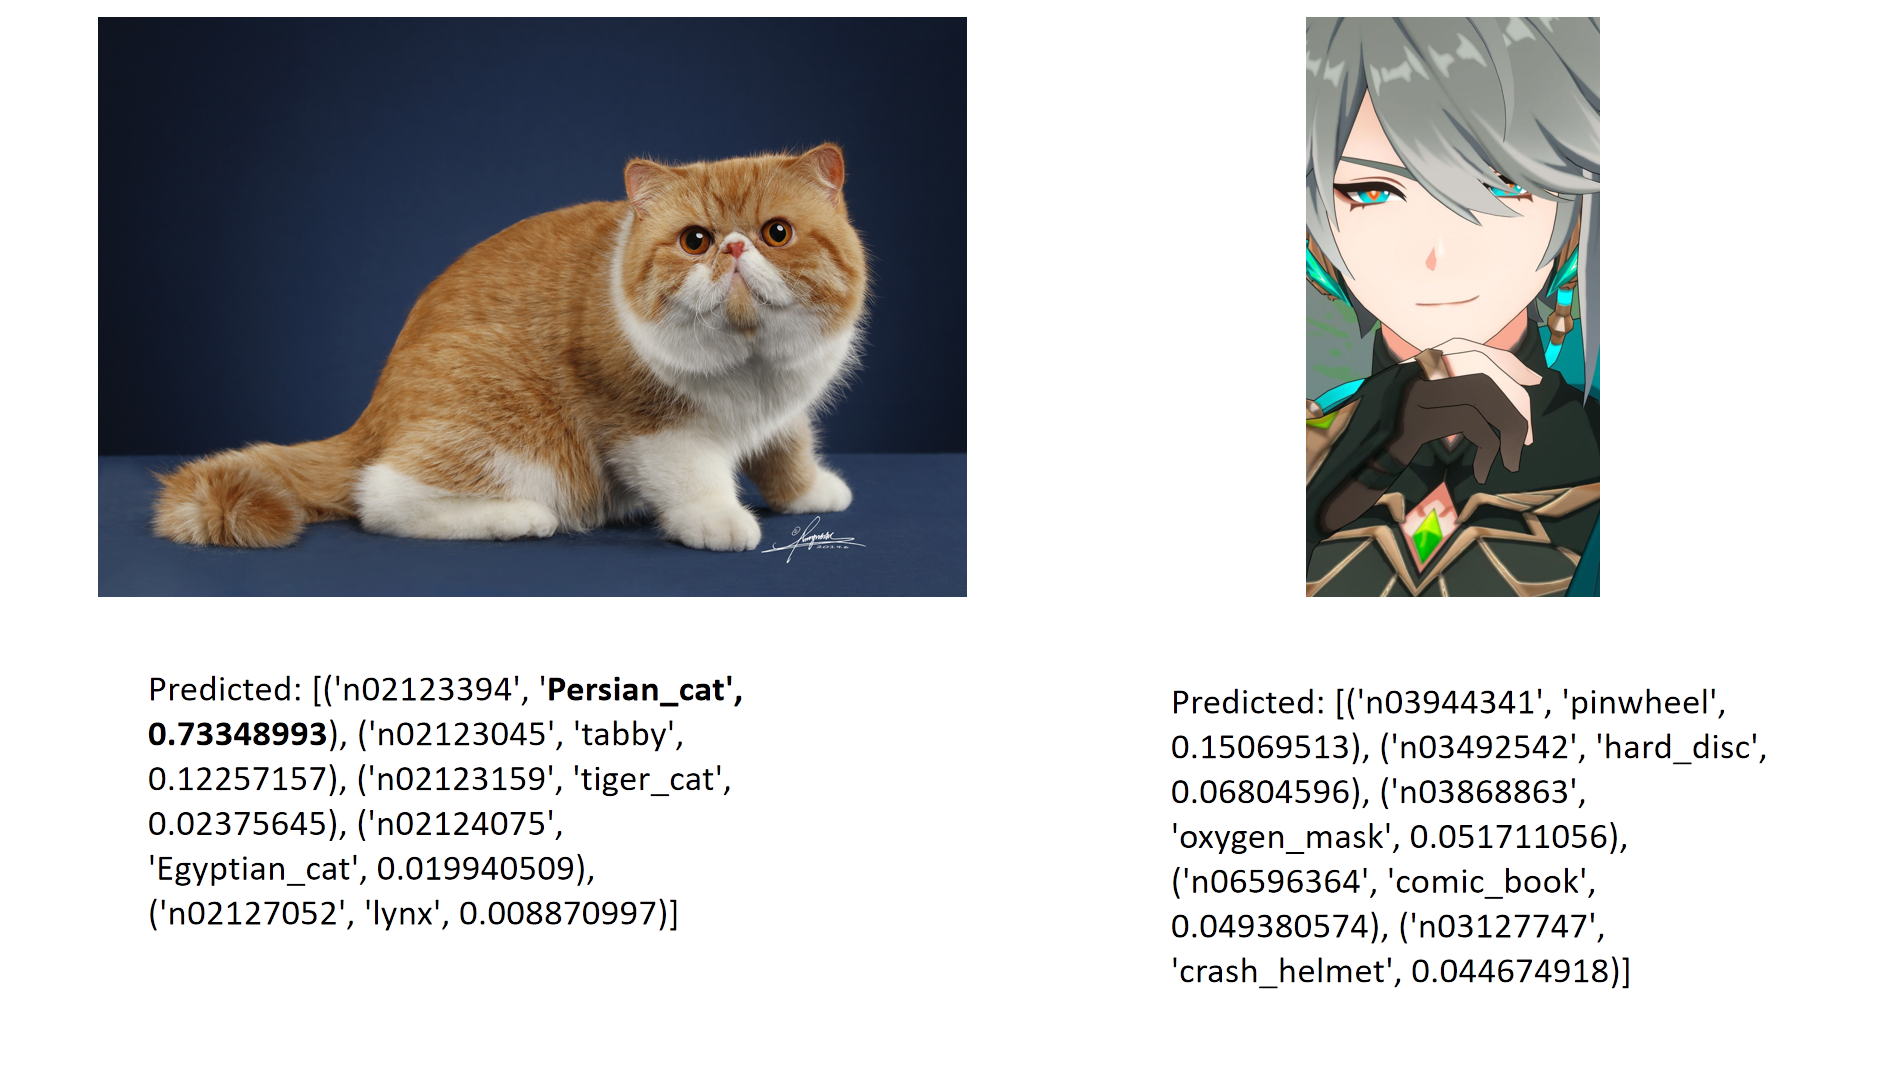 Predicted: [('n02123394', 'Persian_cat',
0.73348993), ('n02123045', 'tabby',
0.12257157), ('n02123159', 'tiger_cat',
0.02375645), ('n02124075',
'Egyptian_cat', 0.019940509),
('n02127052', 'lynx', 0.008870997)]
Predicted: [('n03944341', 'pinwheel',
0.15069513), ('n03492542', 'hard_disc',
0.06804596), ('n03868863',
'oxygen_mask', 0.051711056),
('n06596364', 'comic_book',
0.049380574), ('n03127747',
'crash_helmet', 0.044674918)]